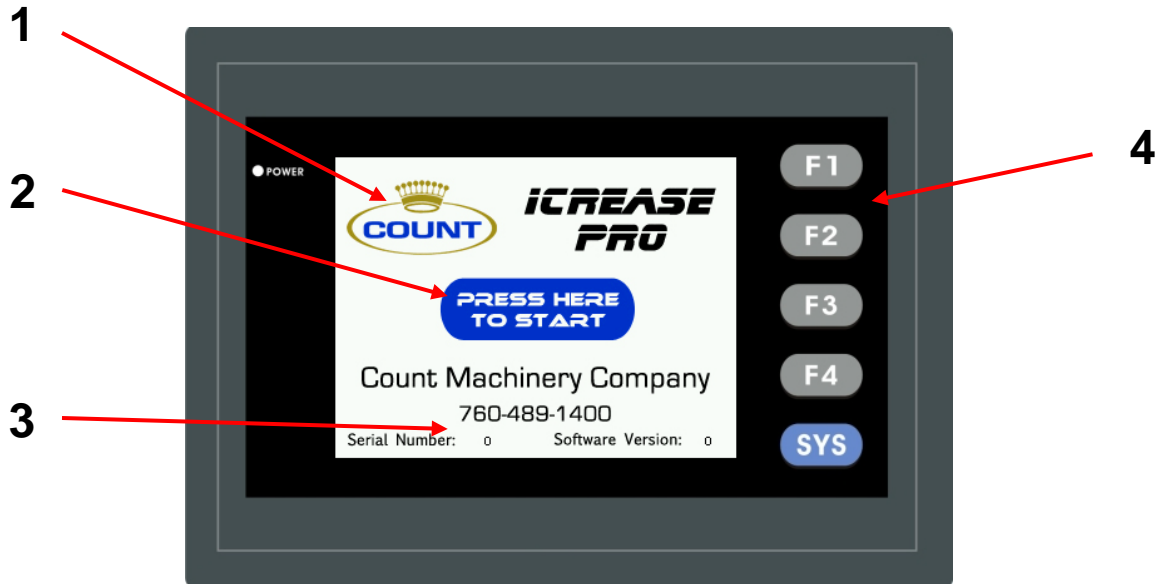 1
2
3
4
POWER
COUNT
iCREASE
PRO
PRESS HERE
TO START
Count Machinery Company
760-489-1400
Serial Number: 0 Software Version: 0
F1
F2
F3
F4
SYS